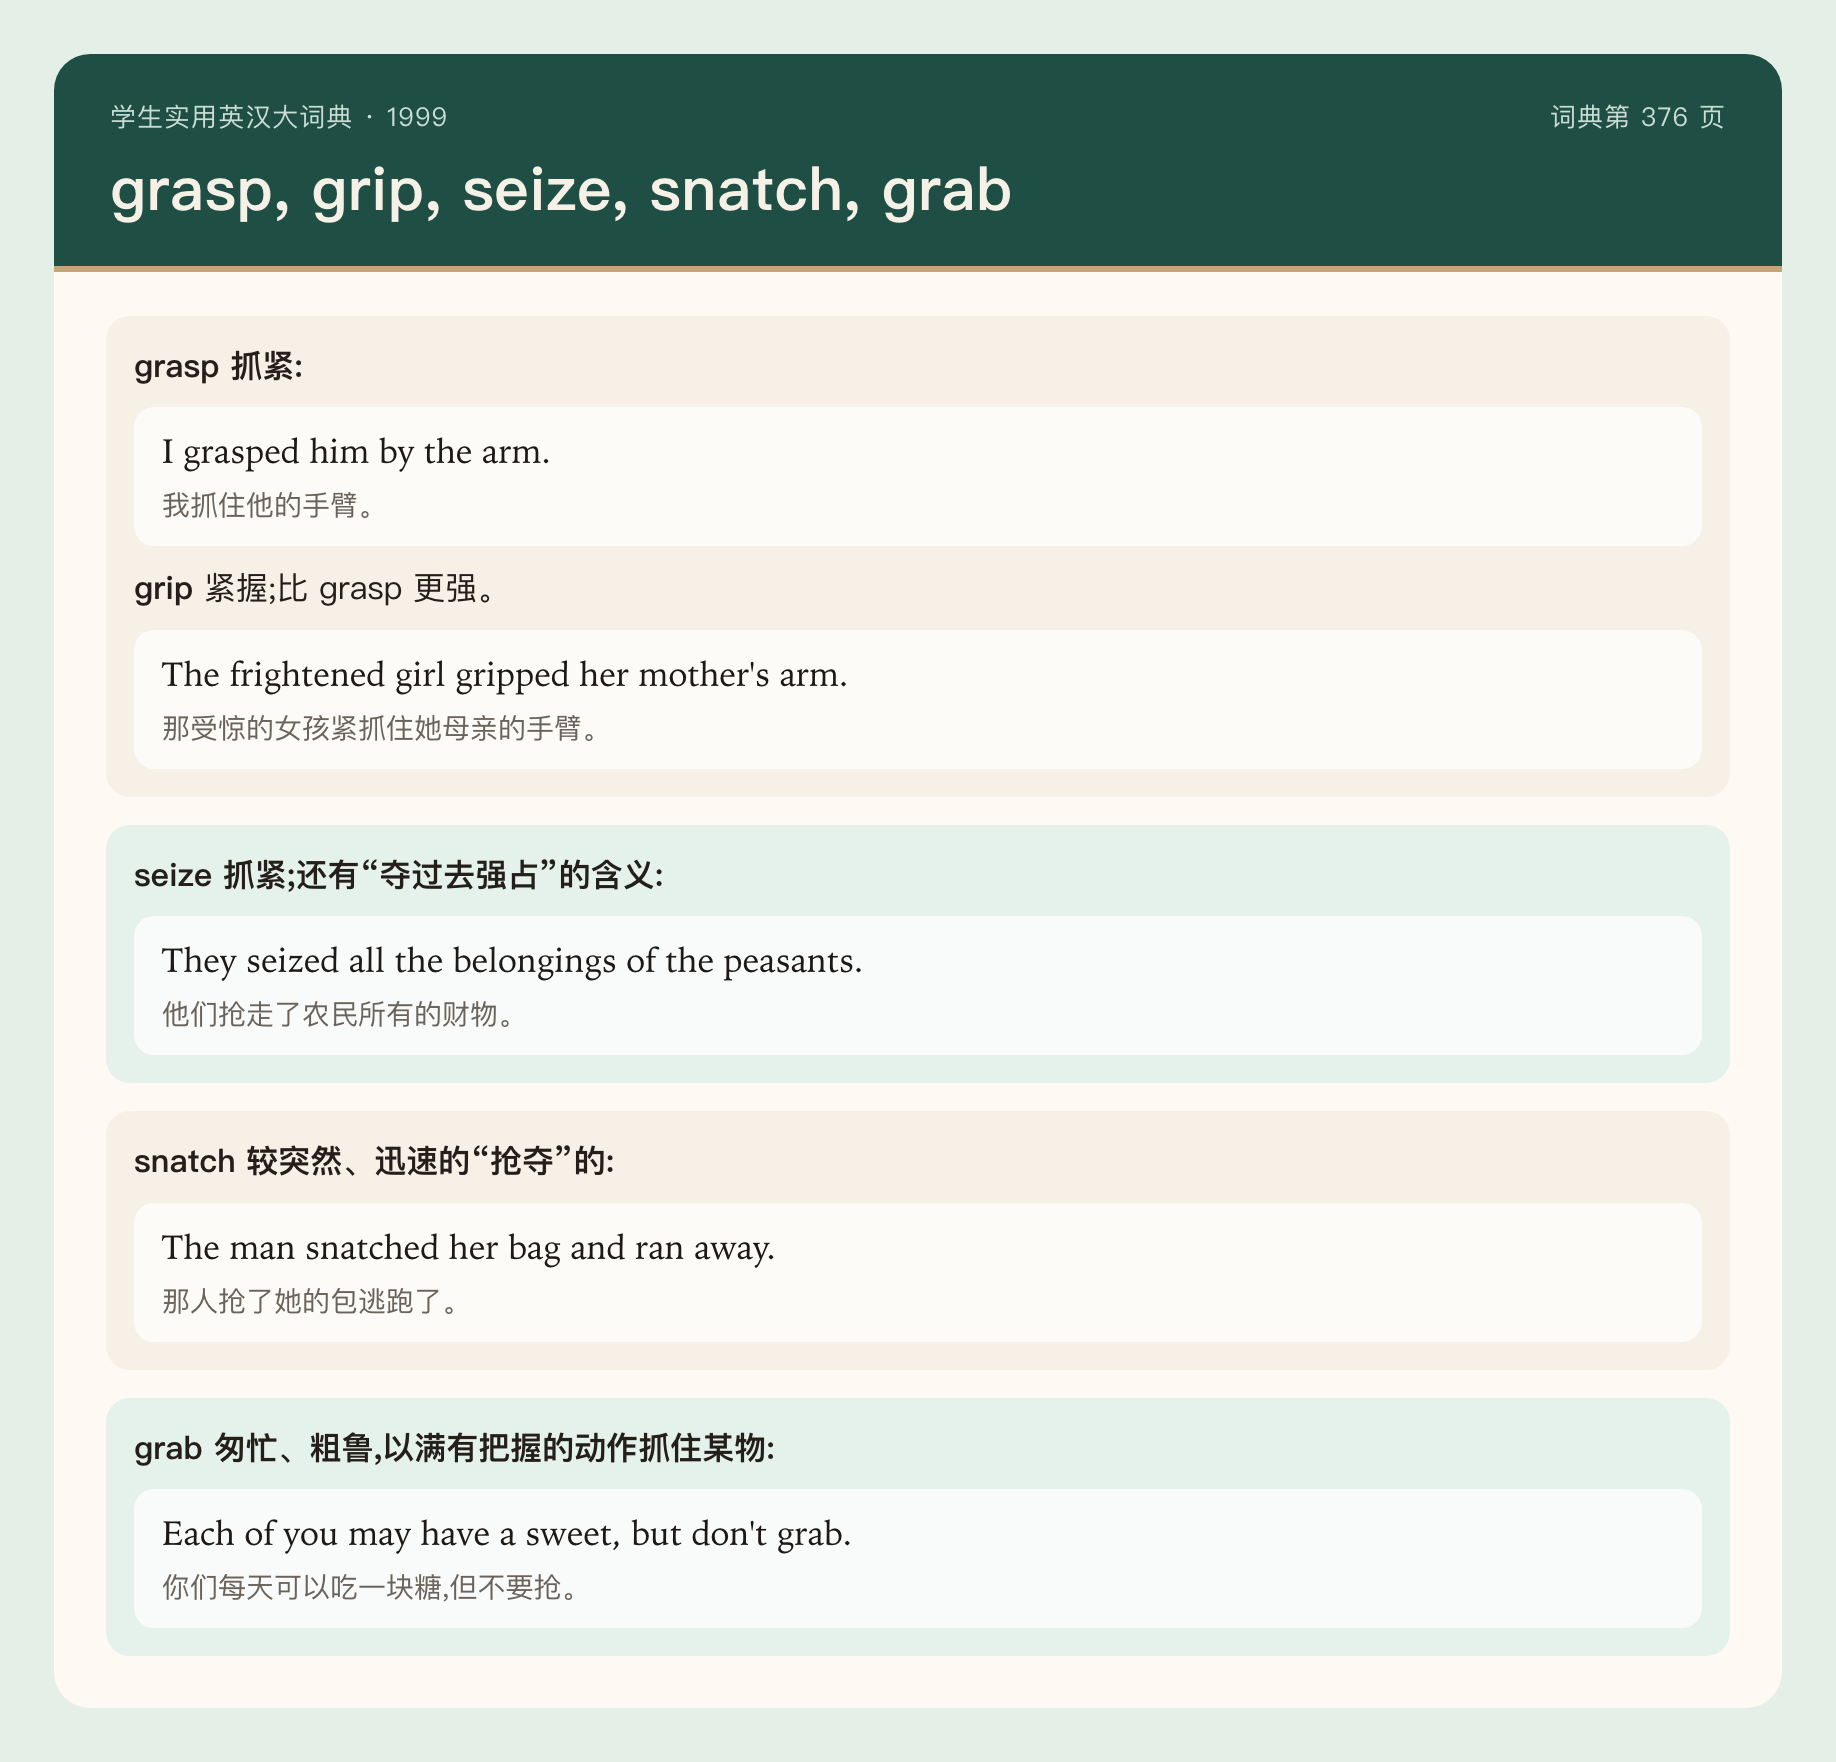 学生实用英汉大词典 · 1999
词典第 376 页
grasp, grip, seize, snatch, grab
grasp 抓紧:
I grasped him by the arm.
我抓住他的手臂。
grip 紧握;比 grasp 更强。
The frightened girl gripped her mother's arm.
那受惊的女孩紧抓住她母亲的手臂。
seize 抓紧;还有“夺过去强占”的含义:
They seized all the belongings of the peasants.
他们抢走了农民所有的财物。
snatch 较突然、迅速的“抢夺”的:
The man snatched her bag and ran away.
那人抢了她的包逃跑了。
grab 匆忙、粗鲁,以满有把握的动作抓住某物:
Each of you may have a sweet, but don't grab.
你们每天可以吃一块糖,但不要抢。